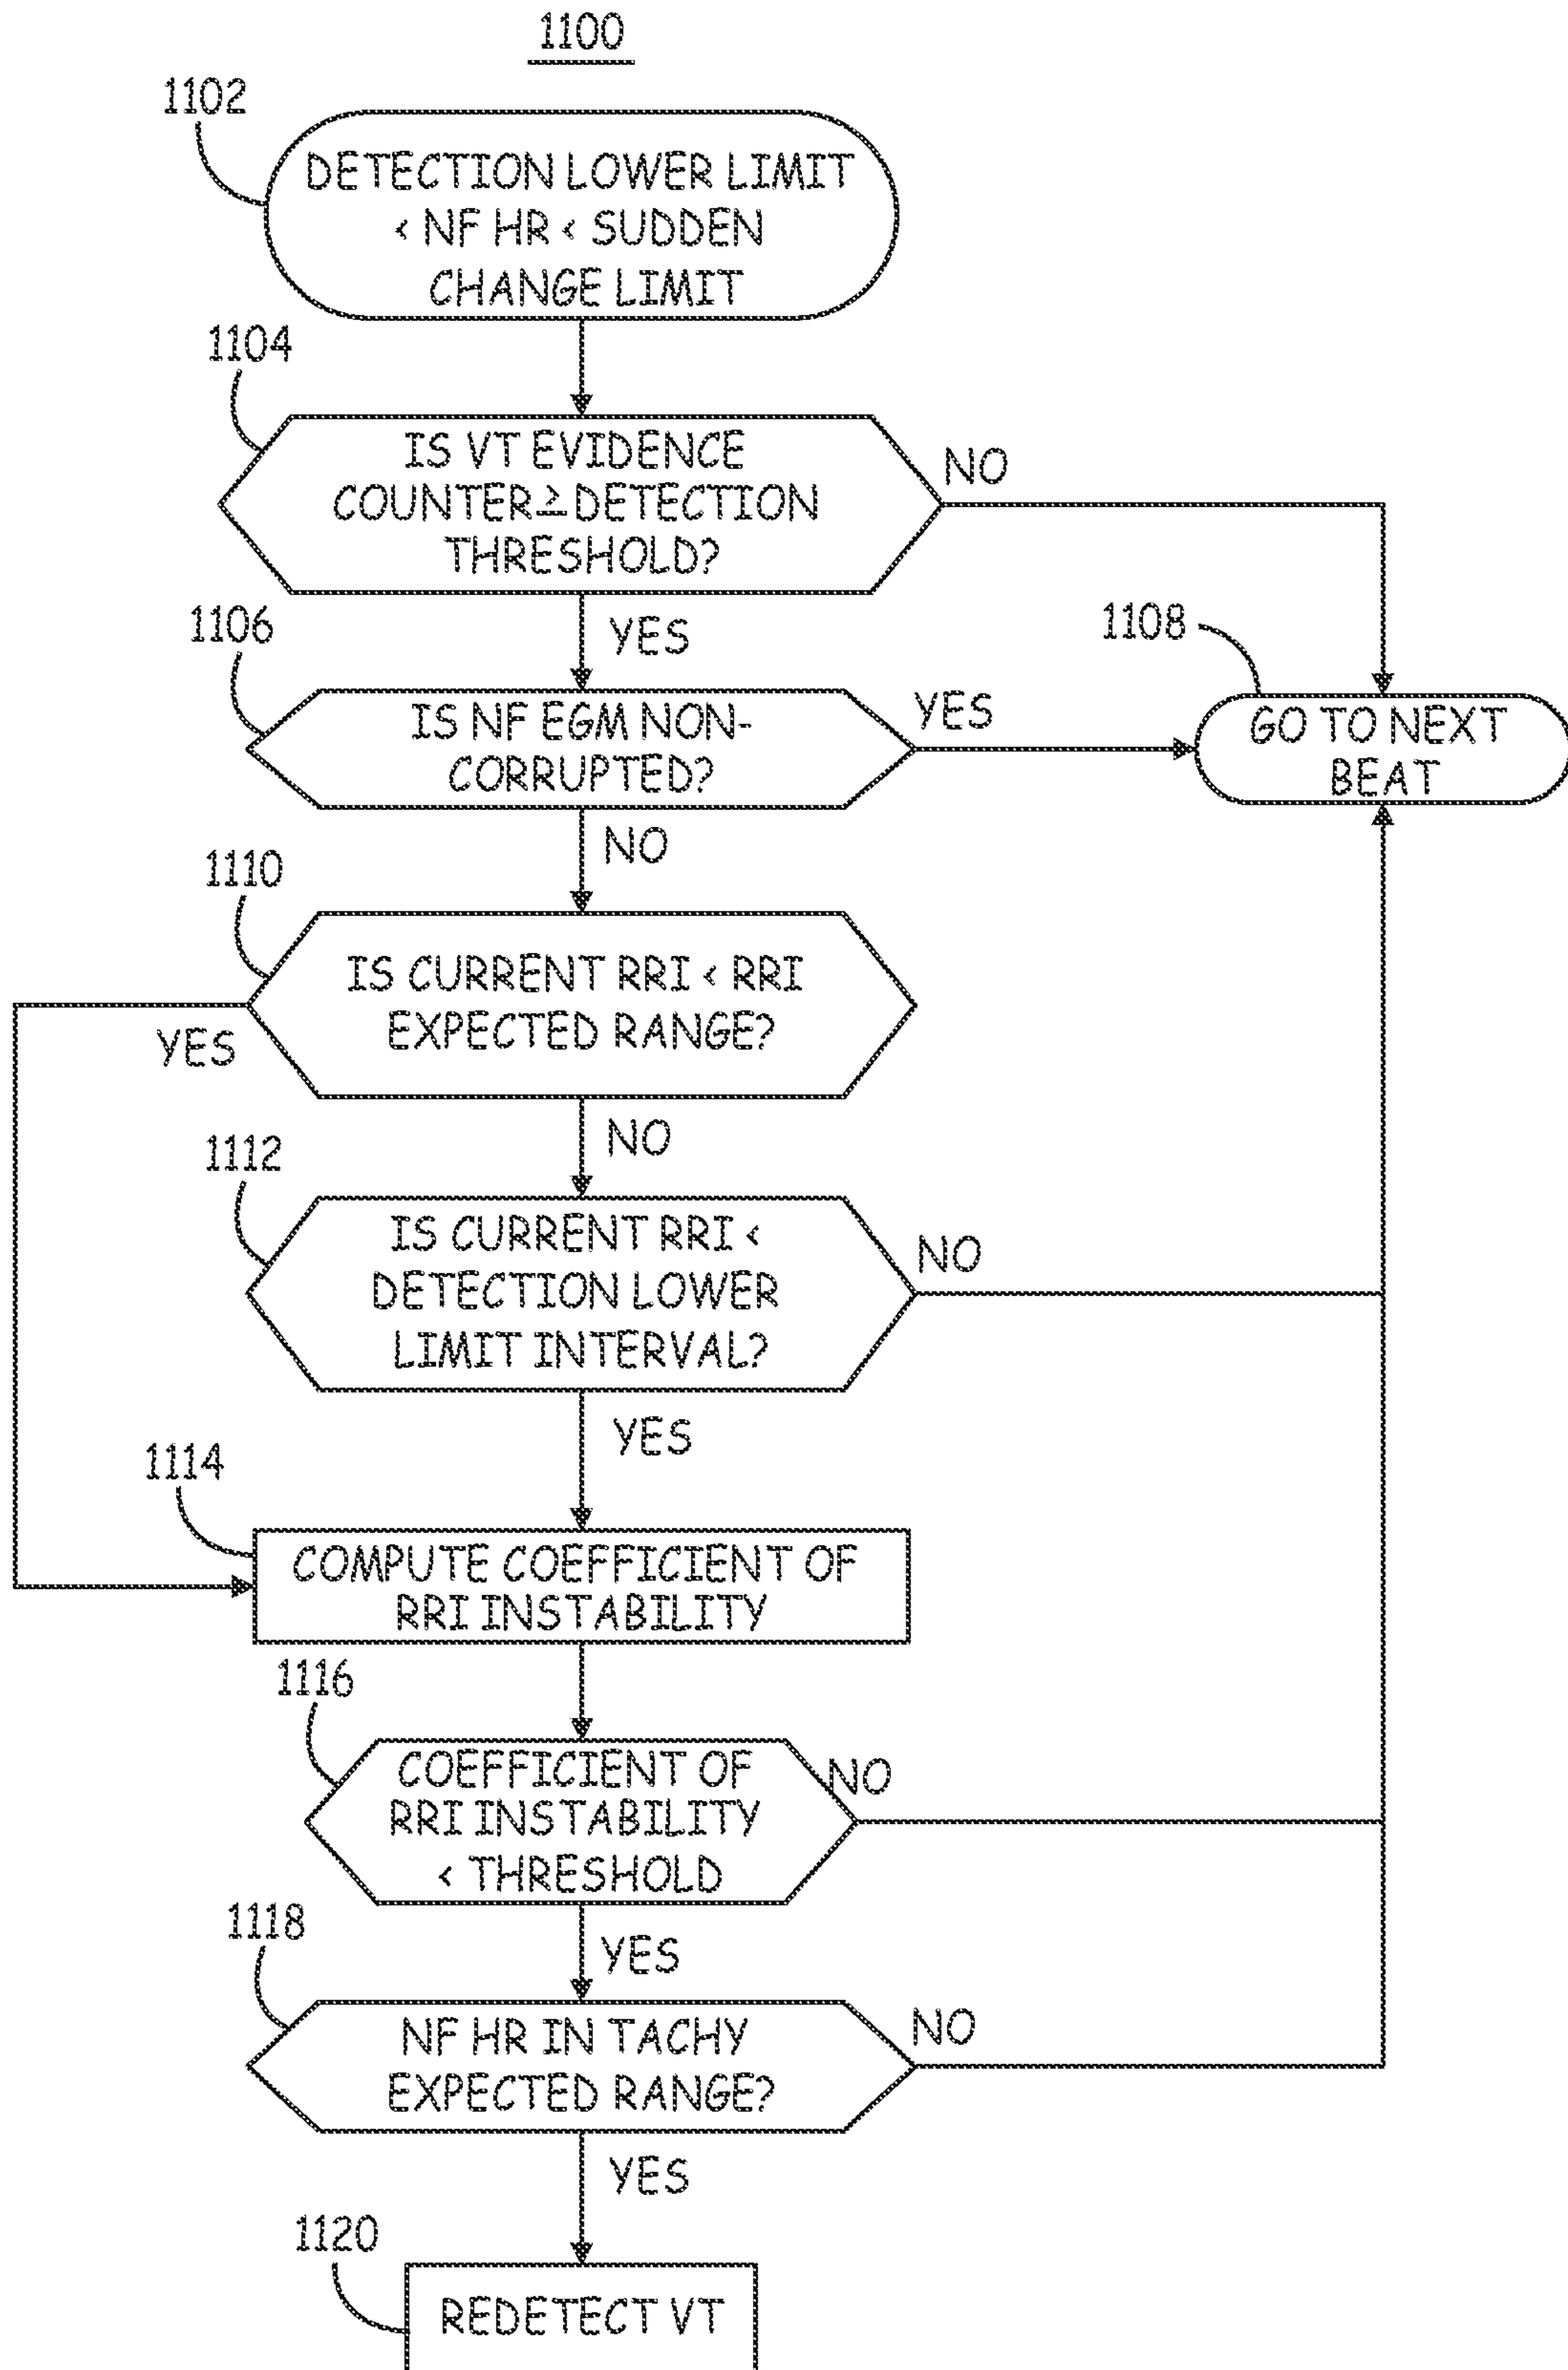 1100
1102
DETECTION LOWER LIMIT
< NF HR < SUDDEN
CHANGE LIMIT
1104
IS VT EVIDENCE
COUNTER ≥ DETECTION
THRESHOLD?
NO
YES
1106
IS NF EGM NON-
CORRUPTED?
YES
1108
GO TO NEXT
BEAT
NO
1110
IS CURRENT RRI < RRI
EXPECTED RANGE?
YES
NO
1112
IS CURRENT RRI <
DETECTION LOWER
LIMIT INTERVAL?
NO
YES
1114
COMPUTE COEFFICIENT OF
RRI INSTABILITY
1116
COEFFICIENT OF
RRI INSTABILITY
< THRESHOLD
NO
YES
1118
NF HR IN TACHY
EXPECTED RANGE?
NO
YES
1120
REDETECT VT